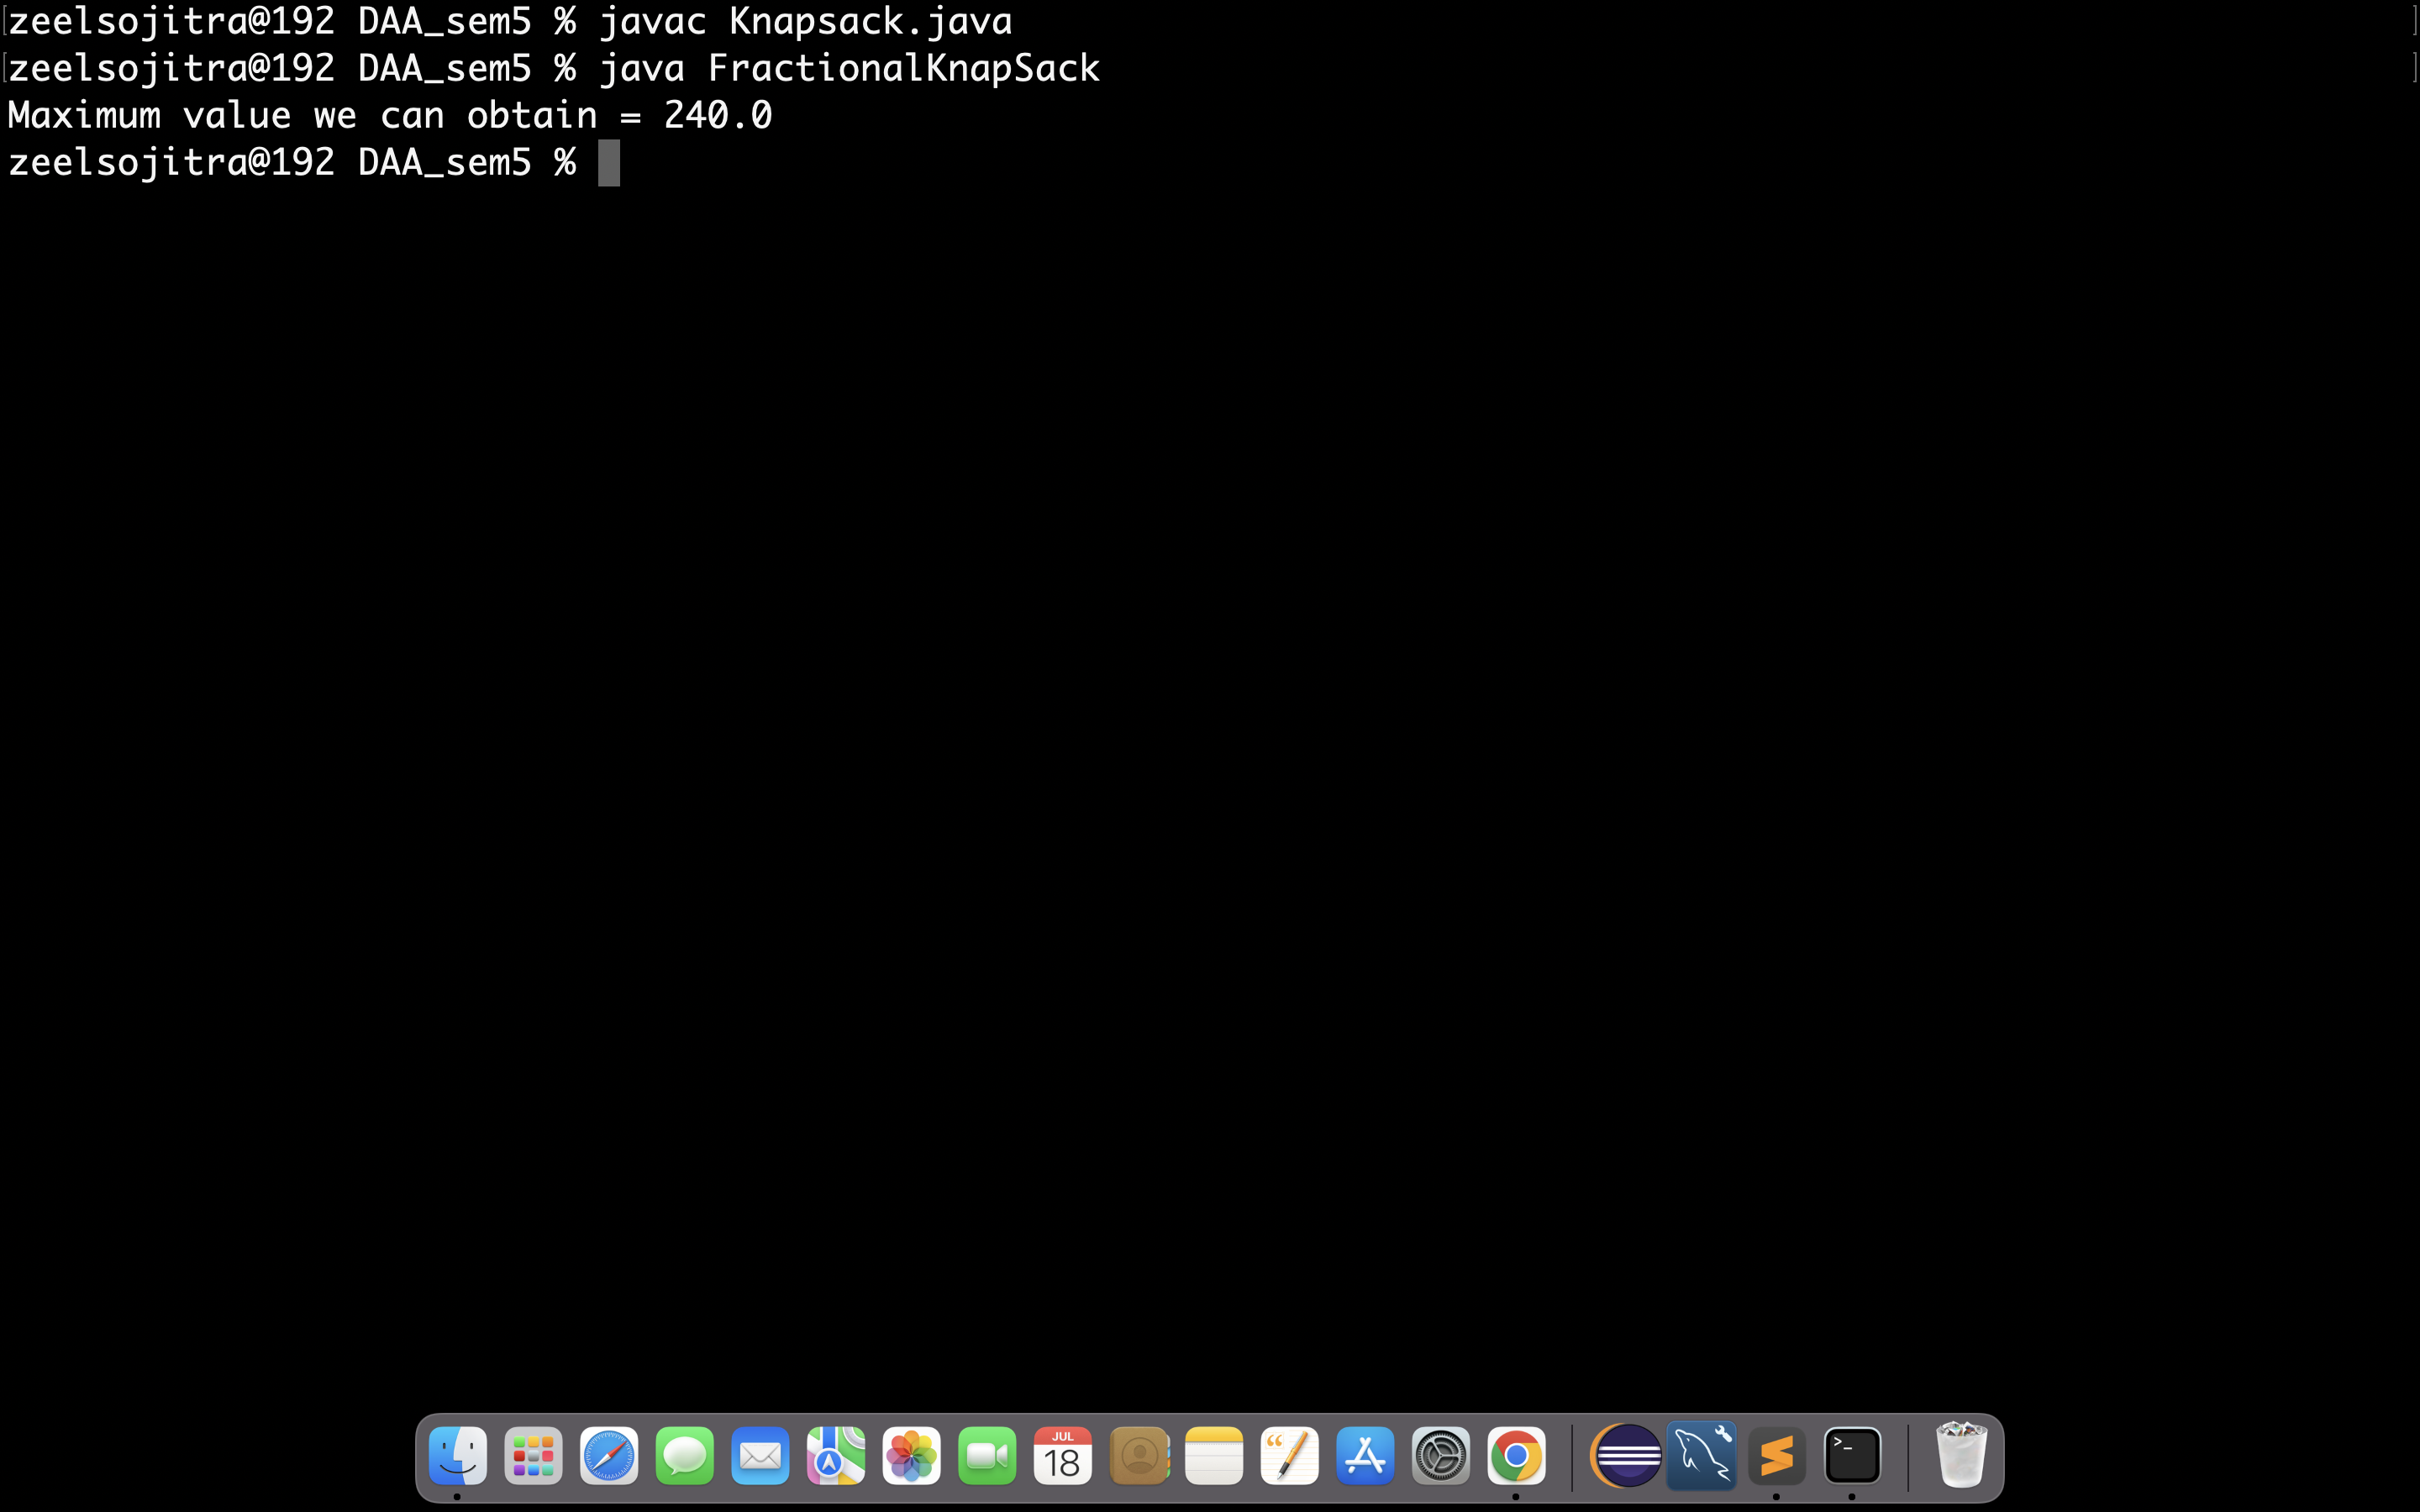 zeelsojitra@192 DAA_sem5 % javac Knapsack.java
zeelsojitra@192 DAA_sem5 % java FractionalKnapSack
Maximum value we can obtain = 240.0
zeelsojitra@192 DAA_sem5 %
JUL
18
>_